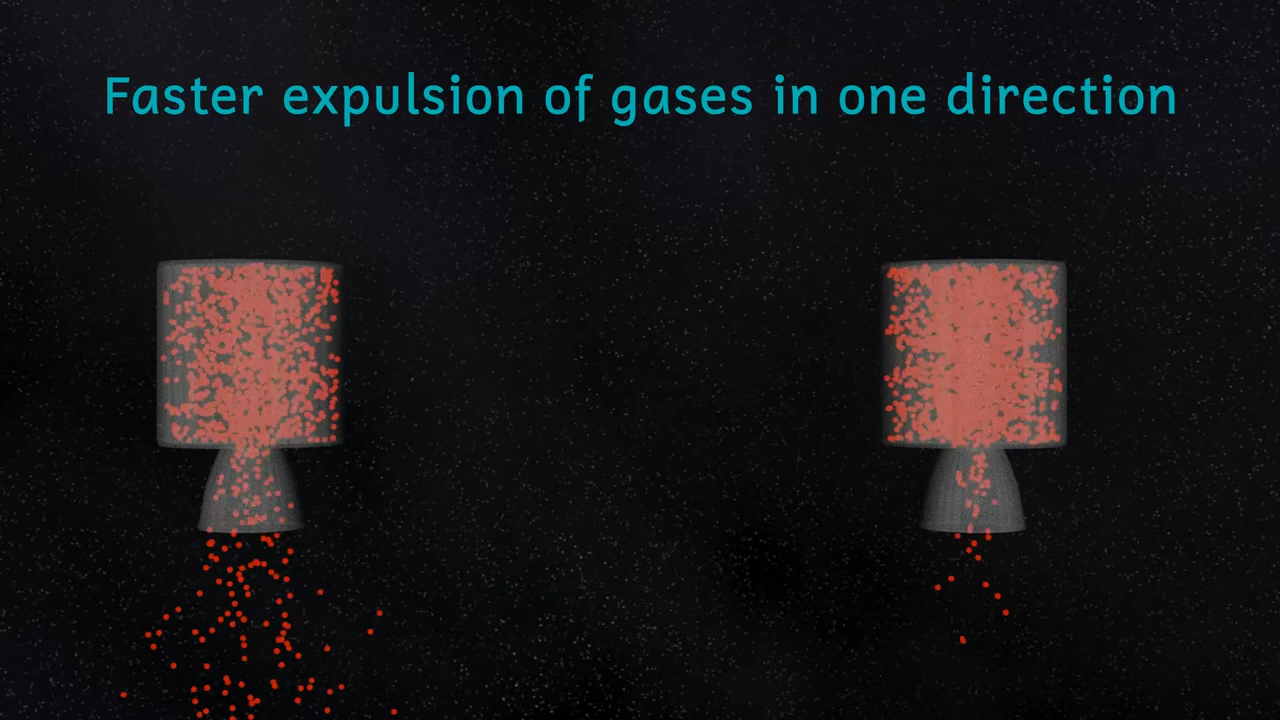 Faster expulsion of gases in one direction